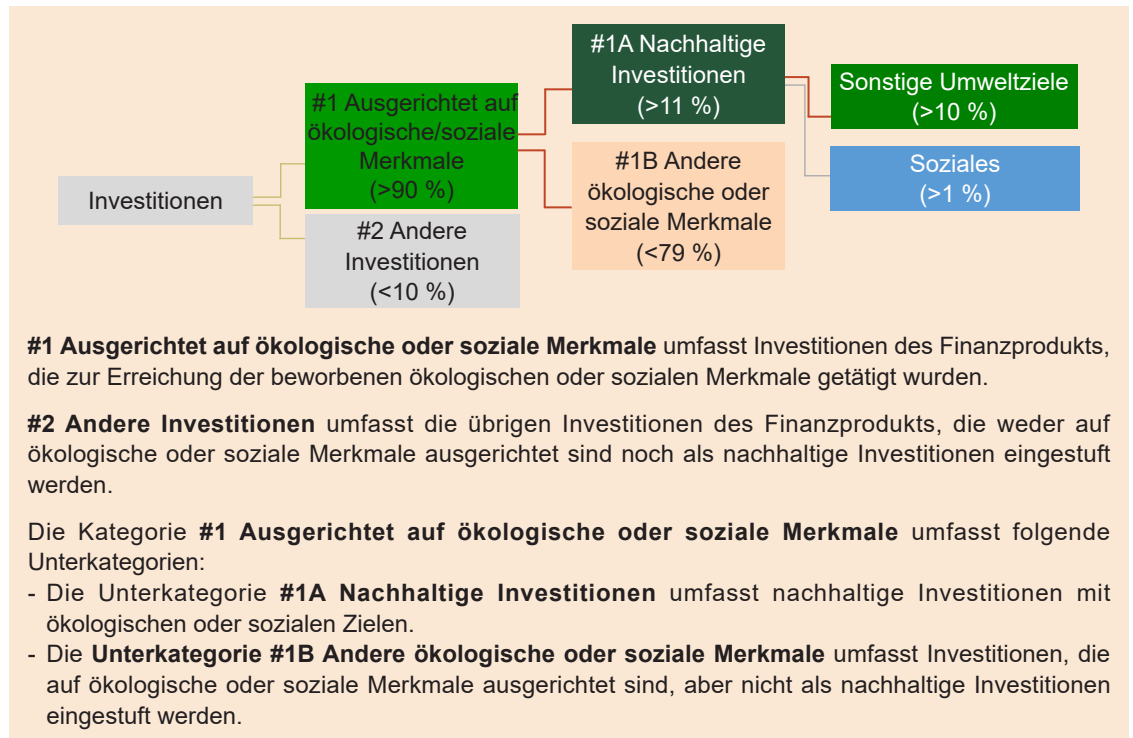 #1A Nachhaltige
Investitionen
(>11 %)
Sonstige Umweltziele
(>10 %)
#1 Ausgerichtet auf
ökologische/soziale
Merkmale
(>90 %)
#1B Andere
ökologische oder
soziale Merkmale
(<79 %)
Soziales
(>1 %)
Investitionen
#2 Andere
Investitionen
(<10 %)
#1 Ausgerichtet auf ökologische oder soziale Merkmale umfasst Investitionen des Finanzprodukts,
die zur Erreichung der beworbenen ökologischen oder sozialen Merkmale getätigt wurden.
#2 Andere Investitionen umfasst die übrigen Investitionen des Finanzprodukts, die weder auf
ökologische oder soziale Merkmale ausgerichtet sind noch als nachhaltige Investitionen eingestuft
werden.
Die Kategorie #1 Ausgerichtet auf ökologische oder soziale Merkmale umfasst folgende
Unterkategorien:
- Die Unterkategorie #1A Nachhaltige Investitionen umfasst nachhaltige Investitionen mit
ökologischen oder sozialen Zielen.
- Die Unterkategorie #1B Andere ökologische oder soziale Merkmale umfasst Investitionen, die
auf ökologische oder soziale Merkmale ausgerichtet sind, aber nicht als nachhaltige Investitionen
eingestuft werden.